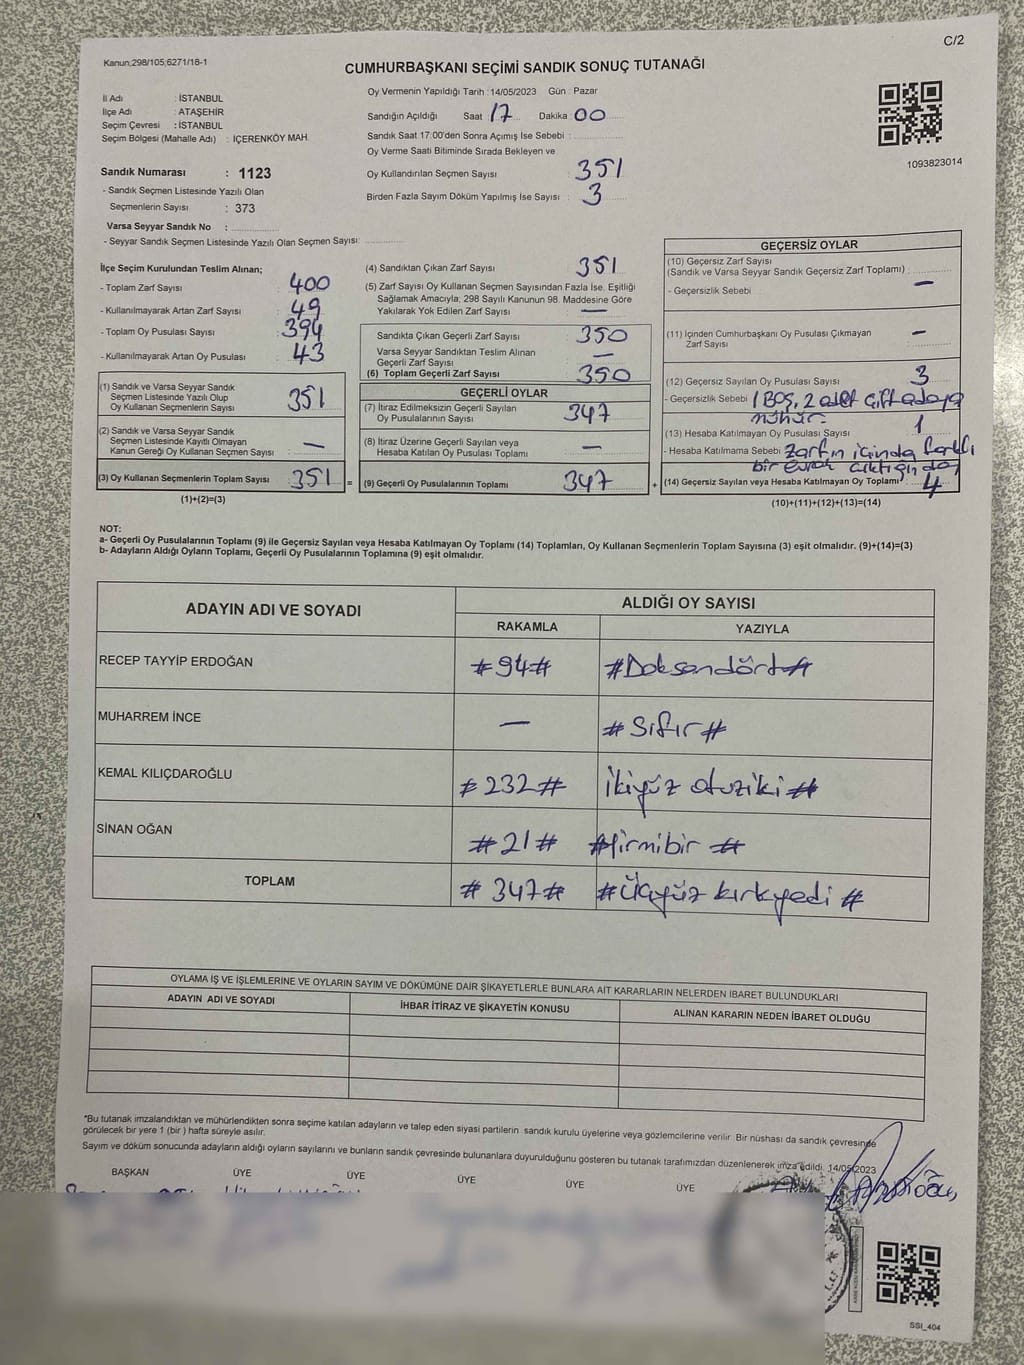 C/2
Kanun;298/105;6271/18-1
CUMHURBAŞKANI SEÇİMİ SANDIK SONUÇ TUTANAĞI
İl Adı : İSTANBUL
İlçe Adı : ATAŞEHİR
Seçim Çevresi : İSTANBUL
Seçim Bölgesi (Mahalle Adı) : İÇERENKÖY MAH.
Sandık Numarası : 1123
- Sandık Seçmen Listesinde Yazılı Olan
Seçmenlerin Sayısı : 373
Varsa Seyyar Sandık No :
- Seyyar Sandık Seçmen Listesinde Yazılı Olan Seçmen Sayısı:
Oy Vermenin Yapıldığı Tarih : 14/05/2023 Gün : Pazar
Sandığın Açıldığı Saat 17 Dakika 00
Sandık Saat 17:00'den Sonra Açımış İse Sebebi :
Oy Verme Saati Bitiminde Sırada Bekleyen ve
Oy Kullandırılan Seçmen Sayısı : 351
Birden Fazla Sayım Döküm Yapılmış İse Sayısı : 3
1093823014
İlçe Seçim Kurulundan Teslim Alınan;
- Toplam Zarf Sayısı : 400
- Kullanılmayarak Artan Zarf Sayısı : 49
- Toplam Oy Pusulası Sayısı : 394
- Kullanılmayarak Artan Oy Pusulası : 43
(1) Sandık ve Varsa Seyyar Sandık
Seçmen Listesinde Yazılı Olup
Oy Kullanan Seçmenlerin Sayısı : 351
(2) Sandık ve Varsa Seyyar Sandık
Seçmen Listesinde Kayıtlı Olmayan
Kanun Gereği Oy Kullanan Seçmen Sayısı : —
(3) Oy Kullanan Seçmenlerin Toplam Sayısı : 351 =
(1)+(2)=(3)
(4) Sandıktan Çıkan Zarf Sayısı : 351
(5) Zarf Sayısı Oy Kullanan Seçmen Sayısından Fazla İse, Eşitliği
Sağlamak Amacıyla; 298 Sayılı Kanunun 98. Maddesine Göre
Yakılarak Yok Edilen Zarf Sayısı : —
Sandıkta Çıkan Geçerli Zarf Sayısı : 350
Varsa Seyyar Sandıktan Teslim Alınan
Geçerli Zarf Sayısı : —
(6) Toplam Geçerli Zarf Sayısı : 350
GEÇERLİ OYLAR
(7) İtiraz Edilmeksizin Geçerli Sayılan
Oy Pusulalarının Sayısı : 347
(8) İtiraz Üzerine Geçerli Sayılan veya
Hesaba Katılan Oy Pusulası Toplamı : —
(9) Geçerli Oy Pusulalarının Toplamı : 347 +
GEÇERSİZ OYLAR
(10) Geçersiz Zarf Sayısı
(Sandık ve Varsa Seyyar Sandık Geçersiz Zarf Toplamı) :
- Geçersizlik Sebebi : —
(11) İçinden Cumhurbaşkanı Oy Pusulası Çıkmayan
Zarf Sayısı : —
(12) Geçersiz Sayılan Oy Pusulası Sayısı : 3
- Geçersizlik Sebebi : 1 Boş, 2 adet çift adaya
mühür.
(13) Hesaba Katılmayan Oy Pusulası Sayısı : 1
- Hesaba Katılmama Sebebi : Zarfın içinde farklı
bir evrak çıktığında,
(14) Geçersiz Sayılan veya Hesaba Katılmayan Oy Toplamı : 4
(10)+(11)+(12)+(13)=(14)
NOT:
a- Geçerli Oy Pusulalarının Toplamı (9) ile Geçersiz Sayılan veya Hesaba Katılmayan Oy Toplamı (14) Toplamları, Oy Kullanan Seçmenlerin Toplam Sayısına (3) eşit olmalıdır. (9)+(14)=(3)
b- Adayların Aldığı Oyların Toplamı, Geçerli Oy Pusulalarının Toplamına (9) eşit olmalıdır.
ADAYIN ADI VE SOYADI ALDIĞI OY SAYISI
RAKAMLA YAZIYLA
RECEP TAYYİP ERDOĞAN #94# #Doksandört#
MUHARREM İNCE — #Sıfır#
KEMAL KILIÇDAROĞLU #232# İkiyüz otuziki#
SİNAN OĞAN #21# #Yirmibir#
TOPLAM #347# #Üçyüz kırkyedi#
OYLAMA İŞ VE İŞLEMLERİNE VE OYLARIN SAYIM VE DÖKÜMÜNE DAİR ŞİKAYETLERLE BUNLARA AİT KARARLARIN NELERDEN İBARET BULUNDUKLARI
ADAYIN ADI VE SOYADI İHBAR İTİRAZ VE ŞİKAYETİN KONUSU ALINAN KARARIN NEDEN İBARET OLDUĞU
*Bu tutanak imzalandıktan ve mühürlendikten sonra seçime katılan adayların ve talep eden siyasi partilerin sandık kurulu üyelerine veya gözlemcilerine verilir. Bir nüshası da sandık çevresinde
görülecek bir yere 1 (bir ) hafta süreyle asılır.
Sayım ve döküm sonucunda adayların aldığı oyların sayılarını ve bunların sandık çevresinde bulunanlara duyurulduğunu gösteren bu tutanak tarafımızdan düzenlenerek imza edildi. 14/05/2023
BAŞKAN ÜYE ÜYE ÜYE ÜYE ÜYE
SSI_404